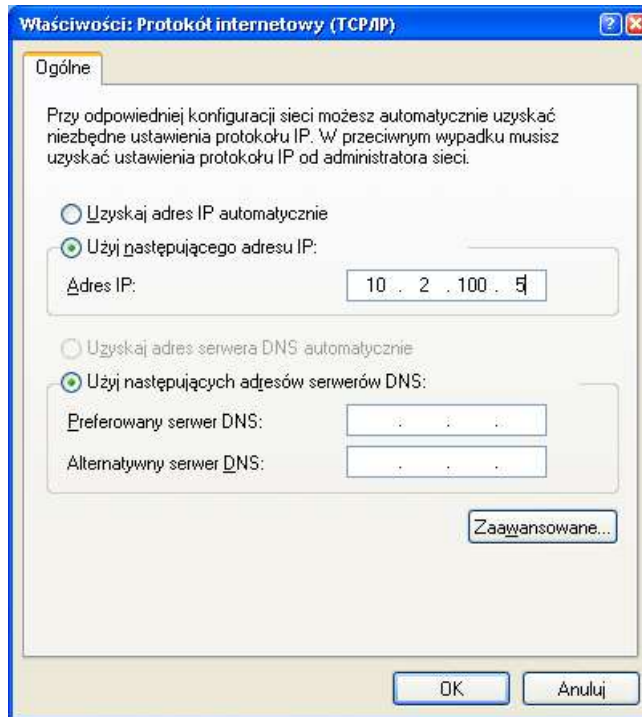 Właściwości: Protokół internetowy (TCP/IP)
Ogólne
Przy odpowiedniej konfiguracji sieci możesz automatycznie uzyskać
niezbędne ustawienia protokołu IP. W przeciwnym wypadku musisz
uzyskać ustawienia protokołu IP od administratora sieci.
Uzyskaj adres IP automatycznie
Użyj następującego adresu IP:
Adres IP: 10 . 2 . 100 . 5
Uzyskaj adres serwera DNS automatycznie
Użyj następujących adresów serwerów DNS:
Preferowany serwer DNS: . . .
Alternatywny serwer DNS: . . .
Zaawansowane...
OK Anuluj